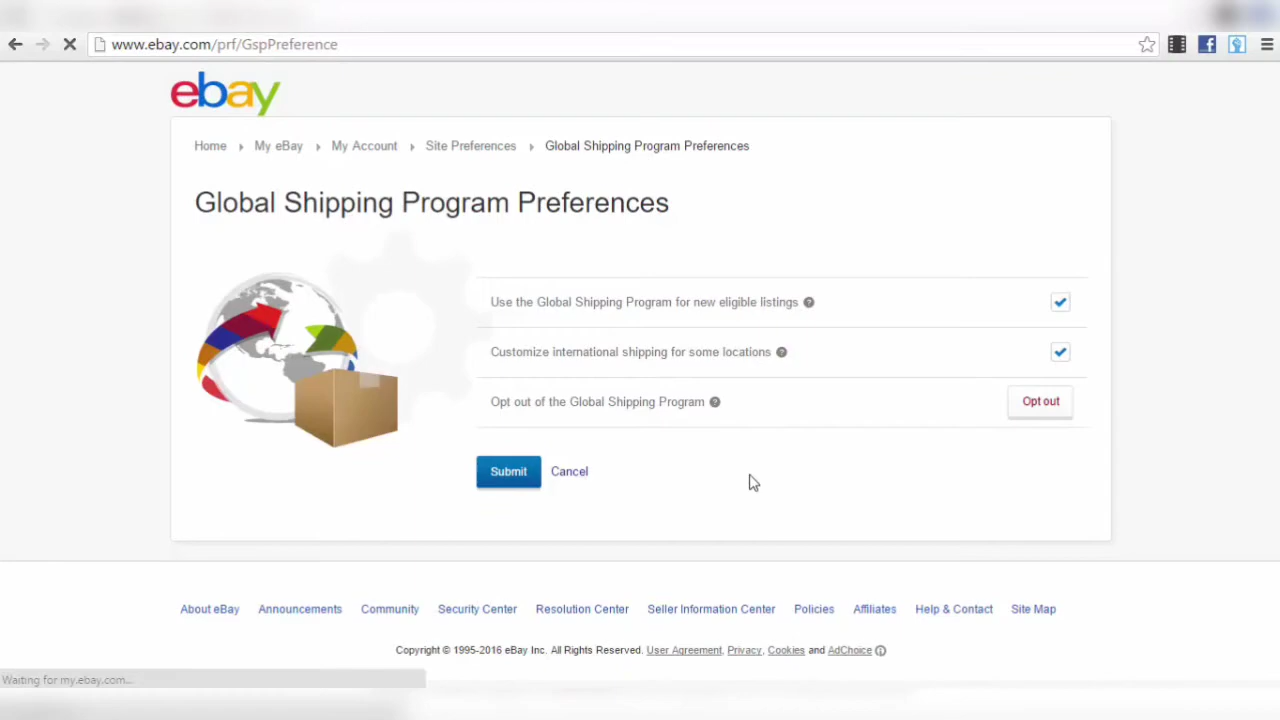 www.ebay.com/prf/GspPreference
ebay
Home My eBay My Account Site Preferences Global Shipping Program Preferences
Global Shipping Program Preferences
Use the Global Shipping Program for new eligible listings
Customize international shipping for some locations
Opt out of the Global Shipping Program Opt out
Submit Cancel
About eBay Announcements Community Security Center Resolution Center Seller Information Center Policies Affiliates Help & Contact Site Map
Copyright © 1995-2016 eBay Inc. All Rights Reserved. User Agreement, Privacy, Cookies and AdChoice
Waiting for my.ebay.com...